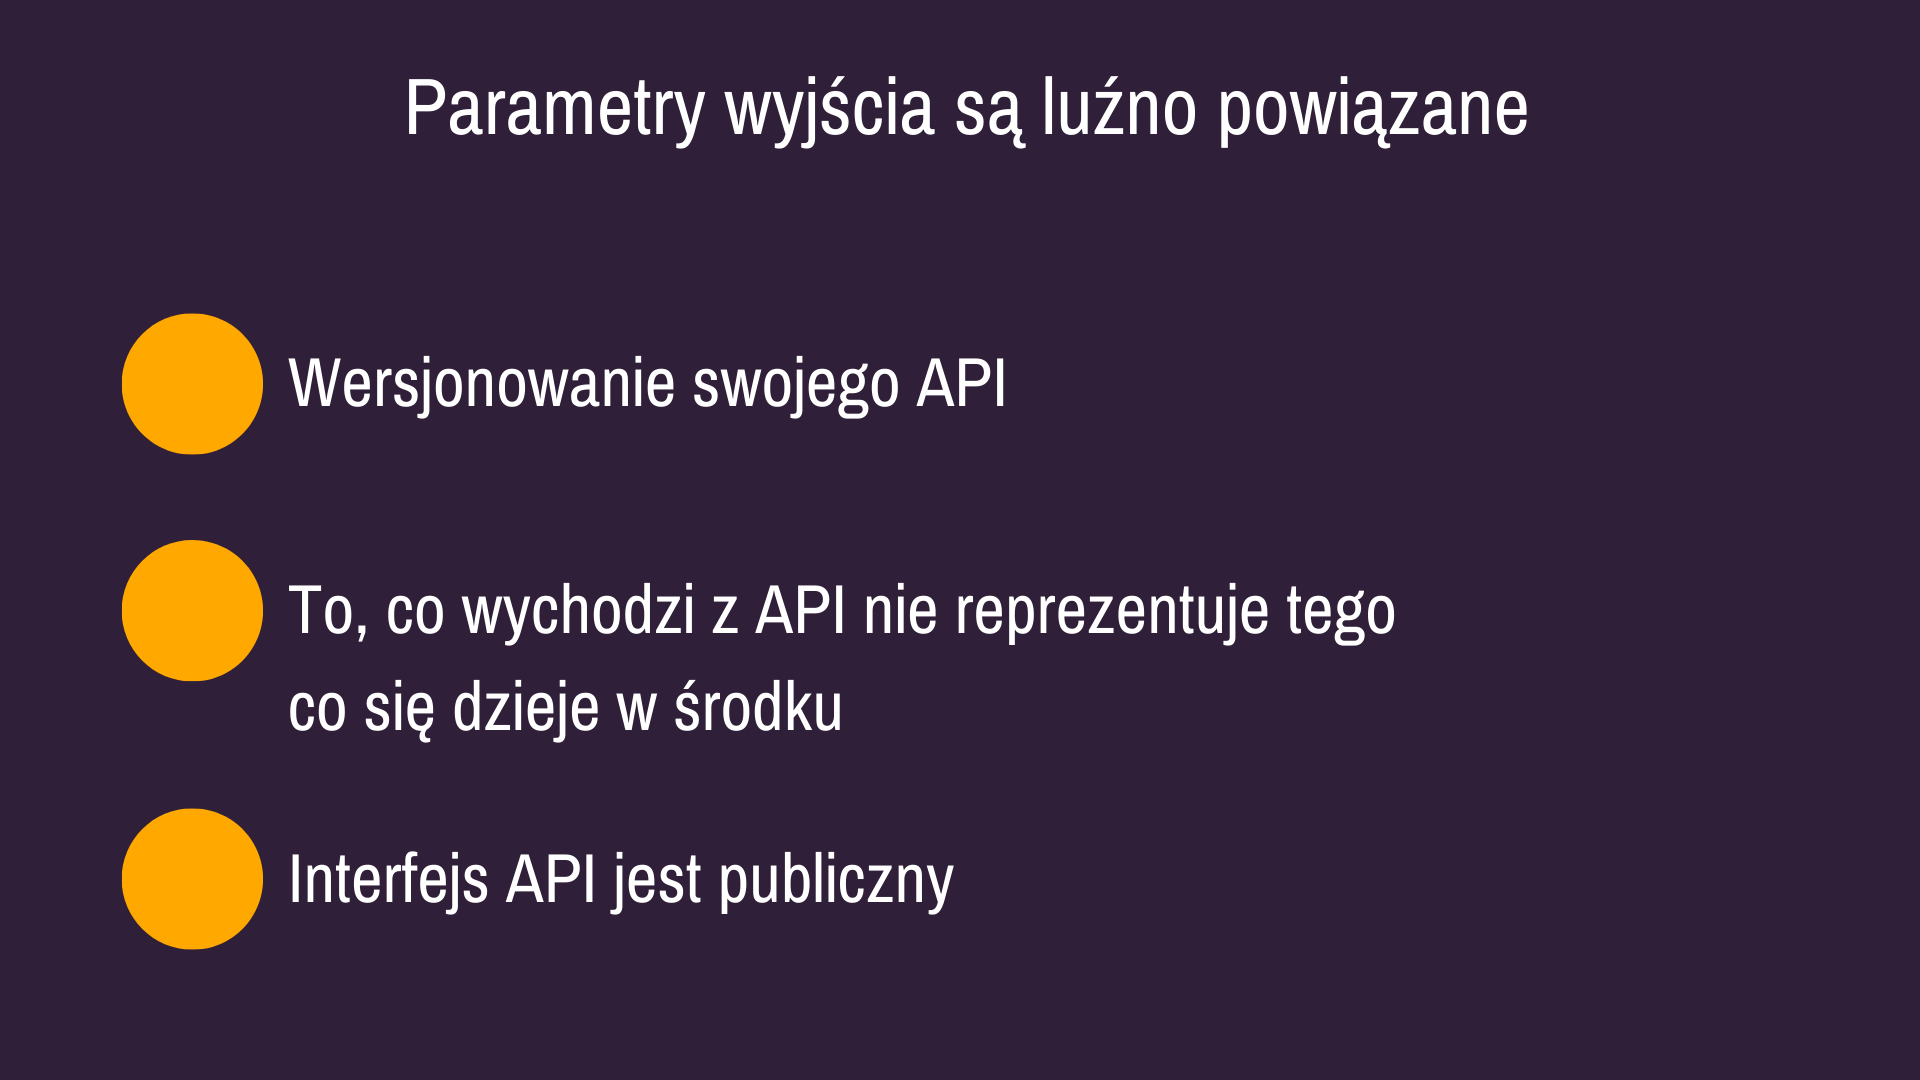 Parametry wyjścia są luźno powiązane
Wersjonowanie swojego API
To, co wychodzi z API nie reprezentuje tego
co się dzieje w środku
Interfejs API jest publiczny